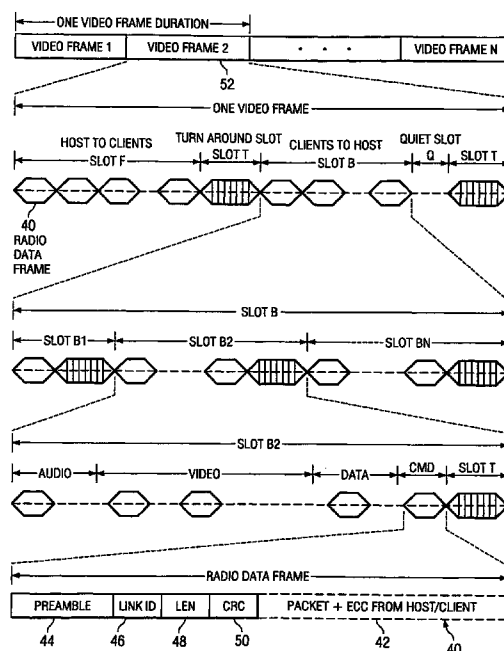 ONE VIDEO FRAME DURATION
VIDEO FRAME 1 VIDEO FRAME 2 . . . VIDEO FRAME N
52
ONE VIDEO FRAME
HOST TO CLIENTS TURN AROUND SLOT CLIENTS TO HOST QUIET SLOT
SLOT F SLOT T SLOT B Q SLOT T
40
RADIO
DATA
FRAME
SLOT B
SLOT B1 SLOT B2 SLOT BN
SLOT B2
AUDIO VIDEO DATA CMD SLOT T
RADIO DATA FRAME
PREAMBLE LINK ID LEN CRC PACKET + ECC FROM HOST/CLIENT
44 46 48 50 42 40